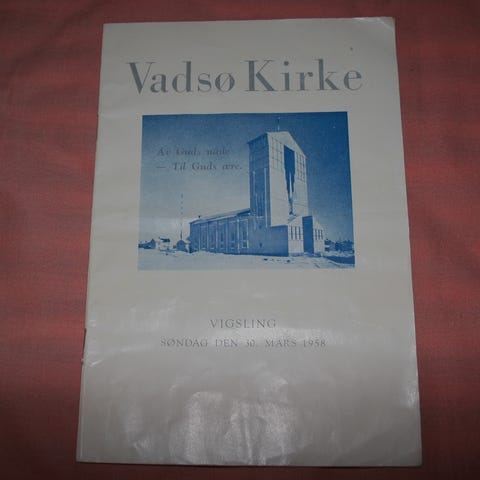 Vadsø Kirke
Av Guds nåde
— Til Guds ære.
VIGSLING
SØNDAG DEN 30. MARS 1958